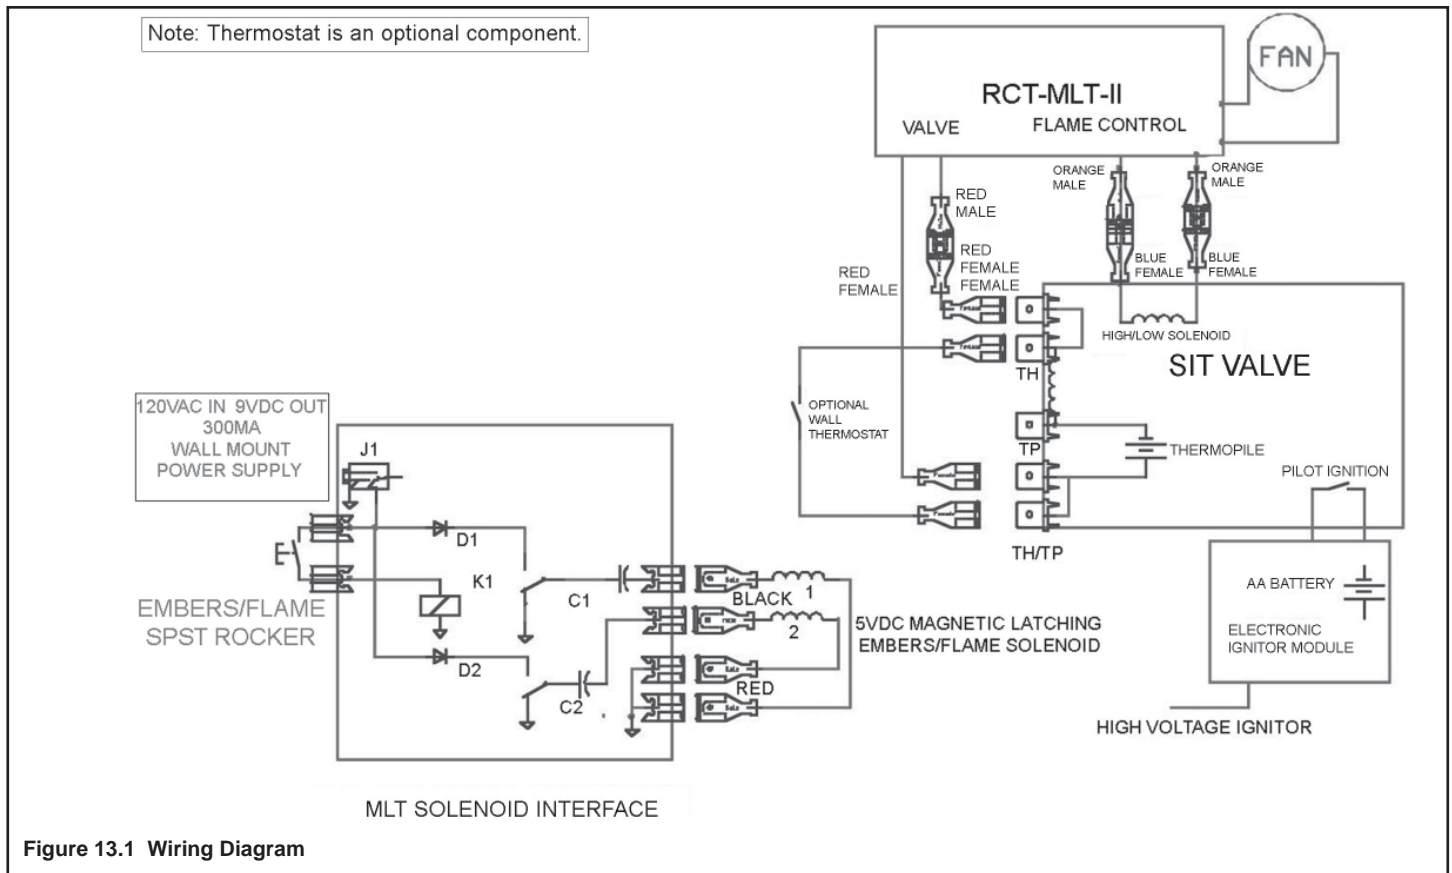 Note: Thermostat is an optional component.
FAN
RCT-MLT-II
VALVE
FLAME CONTROL
ORANGE
MALE
ORANGE
MALE
RED
MALE
RED
FEMALE
FEMALE
RED
FEMALE
BLUE
FEMALE
BLUE
FEMALE
HIGH/LOW SOLENOID
SIT VALVE
TH
OPTIONAL
WALL
THERMOSTAT
TP
THERMOPILE
PILOT IGNITION
TH/TP
120VAC IN 9VDC OUT
300MA
WALL MOUNT
POWER SUPPLY
J1
D1
K1
C1
EMBERS/FLAME
SPST ROCKER
D2
C2
BLACK
1
2
RED
5VDC MAGNETIC LATCHING
EMBERS/FLAME SOLENOID
AA BATTERY
ELECTRONIC
IGNITOR MODULE
HIGH VOLTAGE IGNITOR
MLT SOLENOID INTERFACE
Figure 13.1 Wiring Diagram